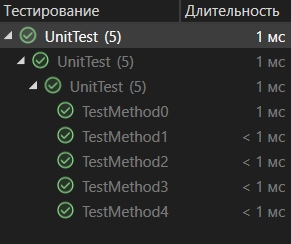 Тестирование Длительность
UnitTest (5) 1 мс
UnitTest (5) 1 мс
UnitTest (5) 1 мс
TestMethod0 1 мс
TestMethod1 < 1 мс
TestMethod2 < 1 мс
TestMethod3 < 1 мс
TestMethod4 < 1 мс